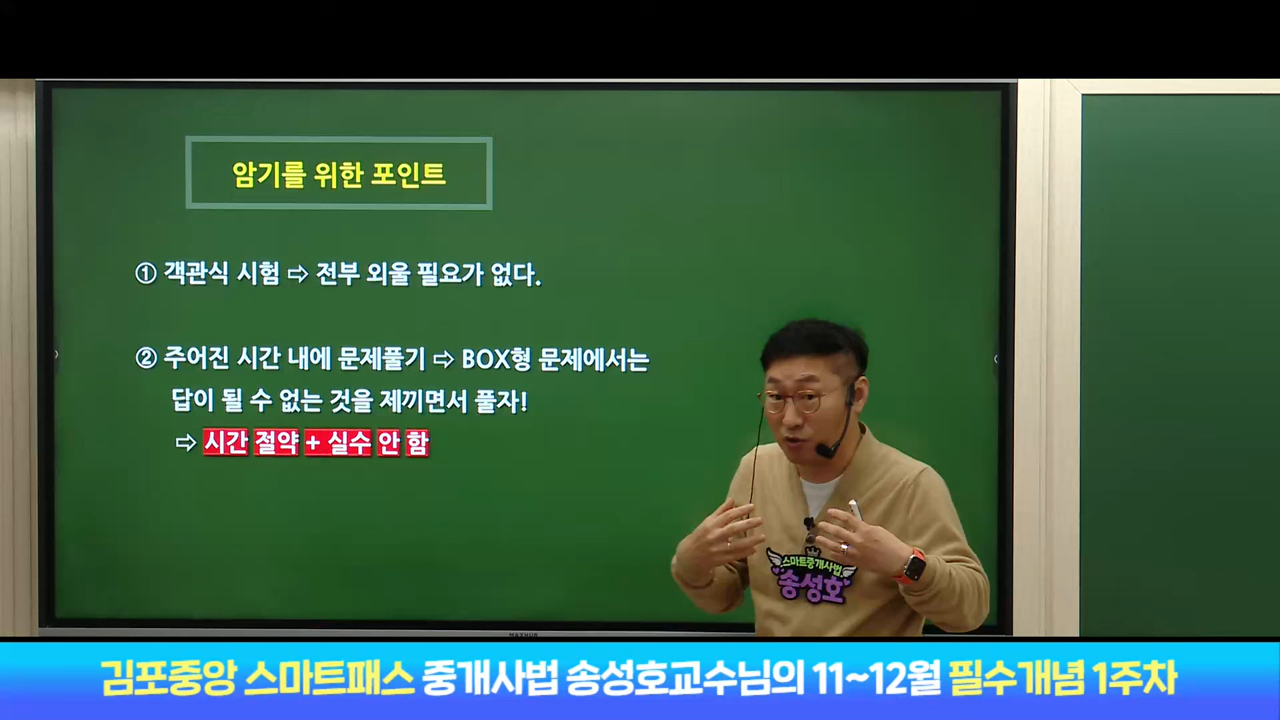 암기를 위한 포인트
① 객관식 시험 ⇨ 전부 외울 필요가 없다.
② 주어진 시간 내에 문제풀기 ⇨ BOX형 문제에서는
답이 될 수 없는 것을 제끼면서 풀자!
⇨ 시간 절약 + 실수 안 함
스마트중개사법
송성호
김포중앙 스마트패스 중개사법 송성호교수님의 11~12월 필수개념 1주차